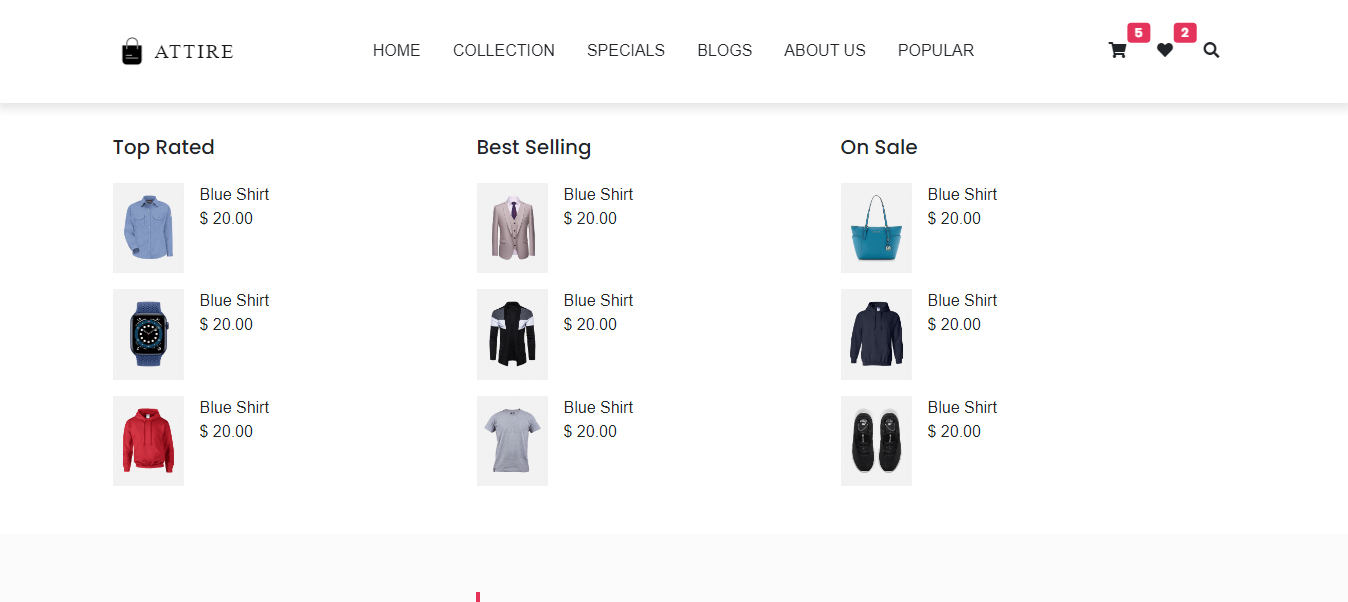 ATTIRE
HOME COLLECTION SPECIALS BLOGS ABOUT US POPULAR
5 2
Top Rated
Blue Shirt
$ 20.00
Blue Shirt
$ 20.00
Blue Shirt
$ 20.00
Best Selling
Blue Shirt
$ 20.00
Blue Shirt
$ 20.00
Blue Shirt
$ 20.00
On Sale
Blue Shirt
$ 20.00
Blue Shirt
$ 20.00
Blue Shirt
$ 20.00